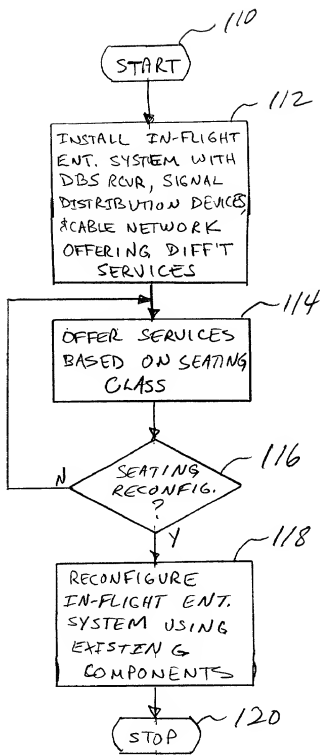 110
START
112
INSTALL IN-FLIGHT
ENT. SYSTEM WITH
DBS RCVR, SIGNAL
DISTRIBUTION DEVICES,
&CABLE NETWORK
OFFERING DIFF'T
SERVICES
114
OFFER SERVICES
BASED ON SEATING
CLASS
116
SEATING
RECONFIG.
?
N
Y
118
RECONFIGURE
IN-FLIGHT ENT.
SYSTEM USING
EXISTING
COMPONENTS
120
STOP